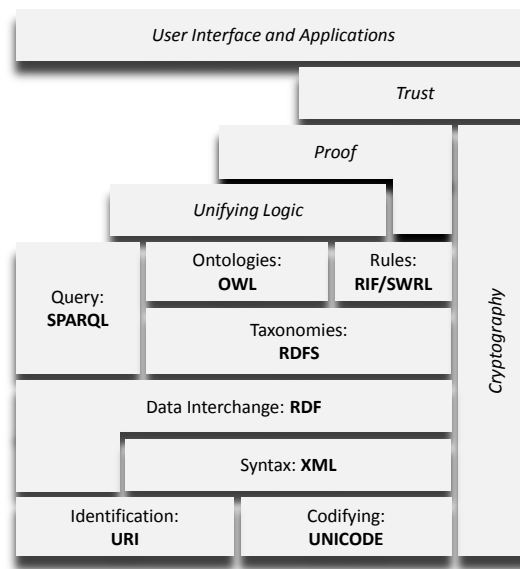 User Interface and Applications
Trust
Proof
Unifying Logic
Ontologies:
OWL
Rules:
RIF/SWRL
Query:
SPARQL
Taxonomies:
RDFS
Cryptography
Data Interchange: RDF
Syntax: XML
Identification:
URI
Codifying:
UNICODE